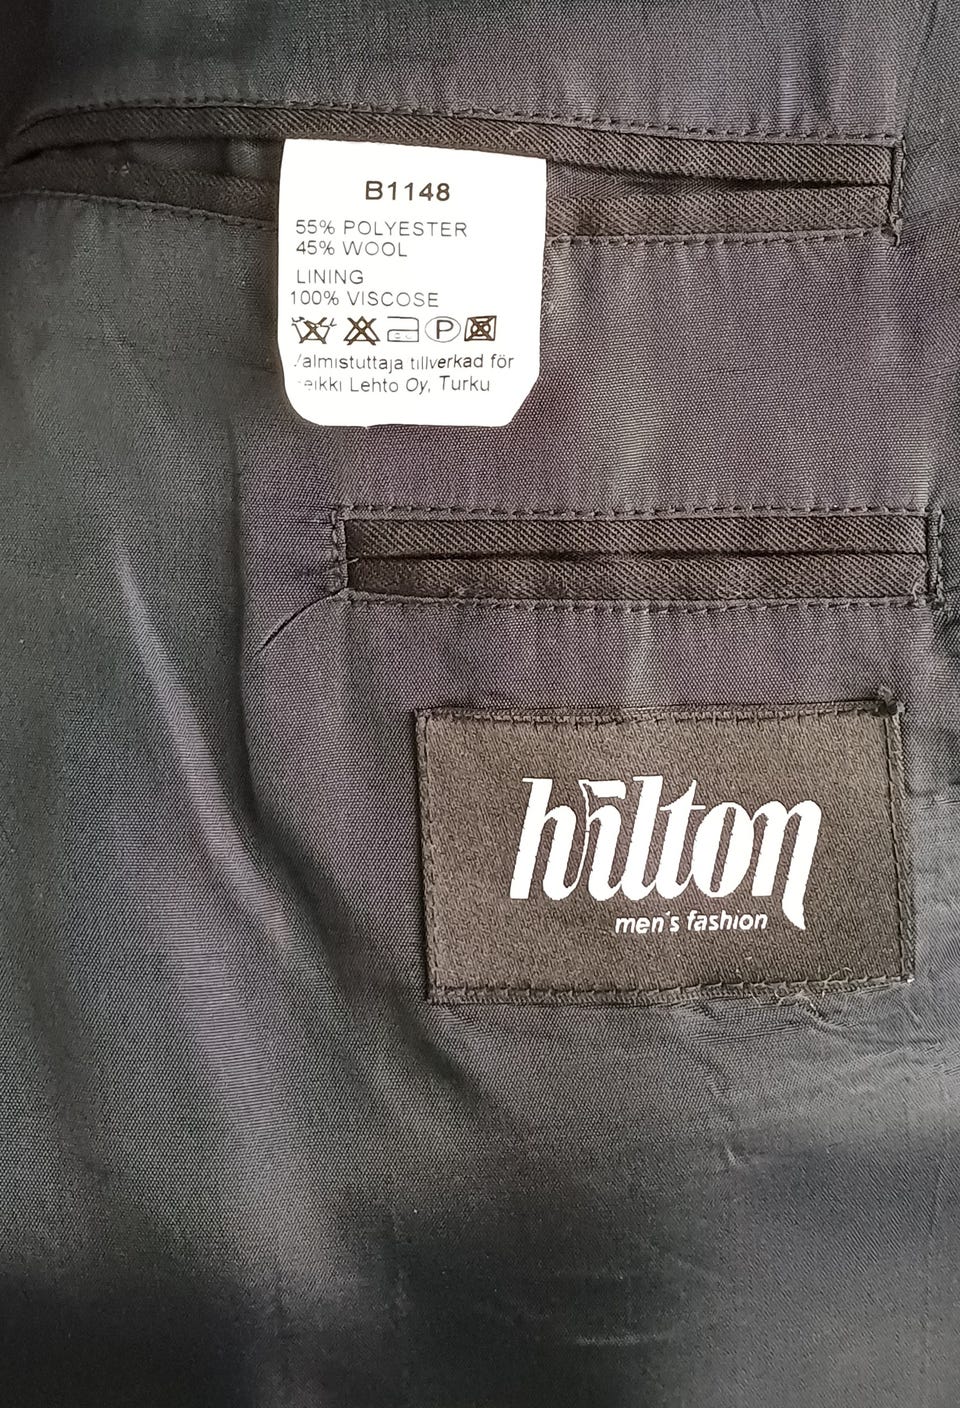 B1148
55% POLYESTER
45% WOOL
LINING
100% VISCOSE
P
tillverkad för
Lehto Oy, Turku
hilton
men's fashion